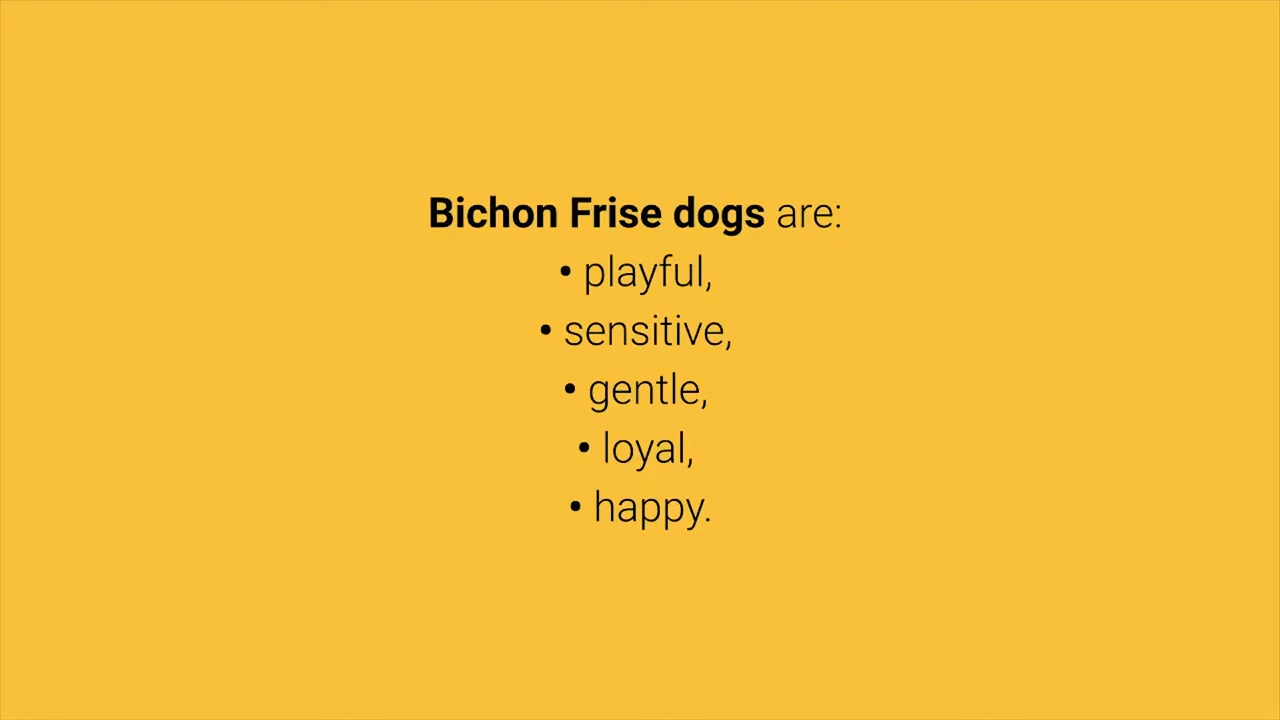 Bichon Frise dogs are:
• playful,
• sensitive,
• gentle,
• loyal,
• happy.